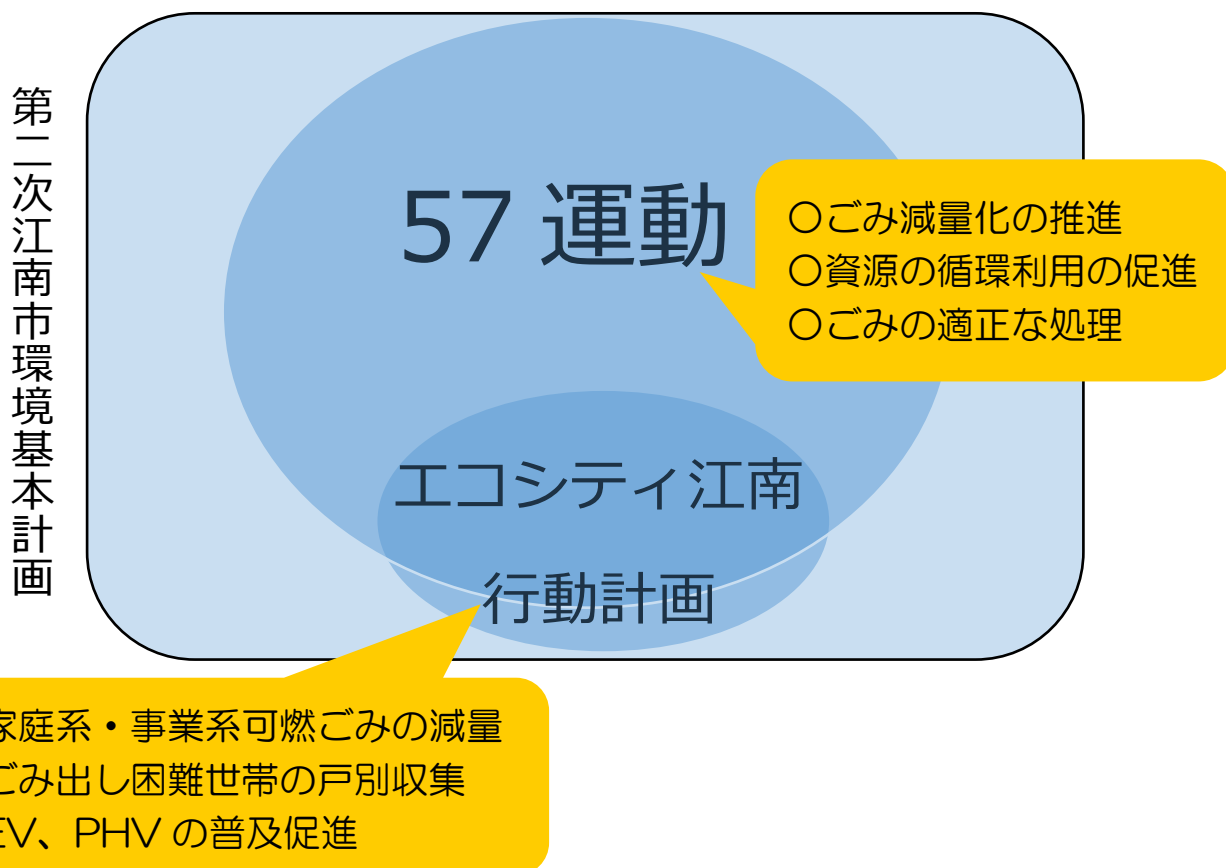 第二次江南市環境基本計画
57 運動
〇ごみ減量化の推進
〇資源の循環利用の促進
〇ごみの適正な処理
エコシティ江南
行動計画
家庭系・事業系可燃ごみの減量
ごみ出し困難世帯の戸別収集
EV、PHV の普及促進